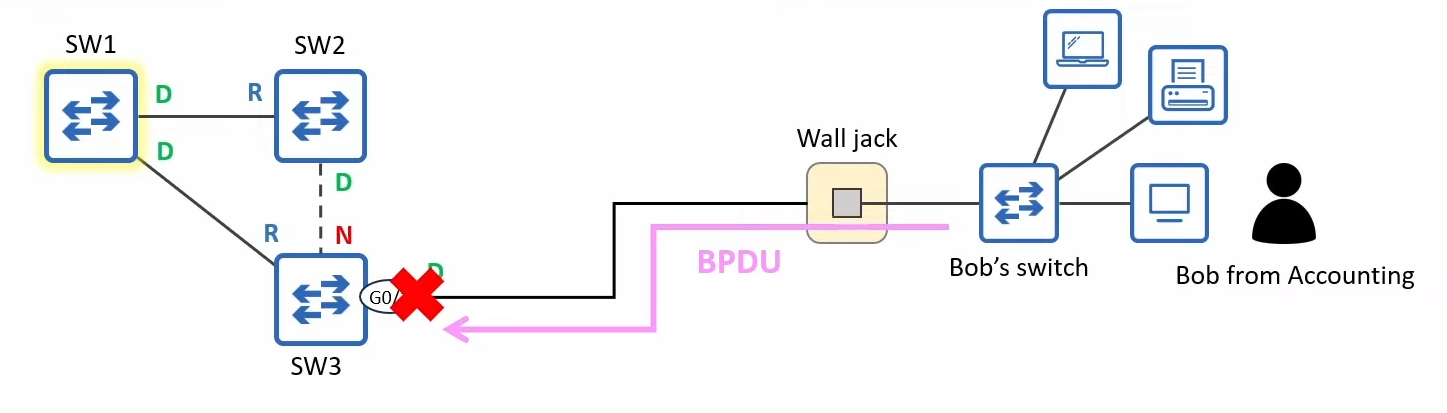 SW1
SW2
D
R
D
D
R
N
SW3
G0/
D
Wall jack
BPDU
Bob's switch
Bob from Accounting